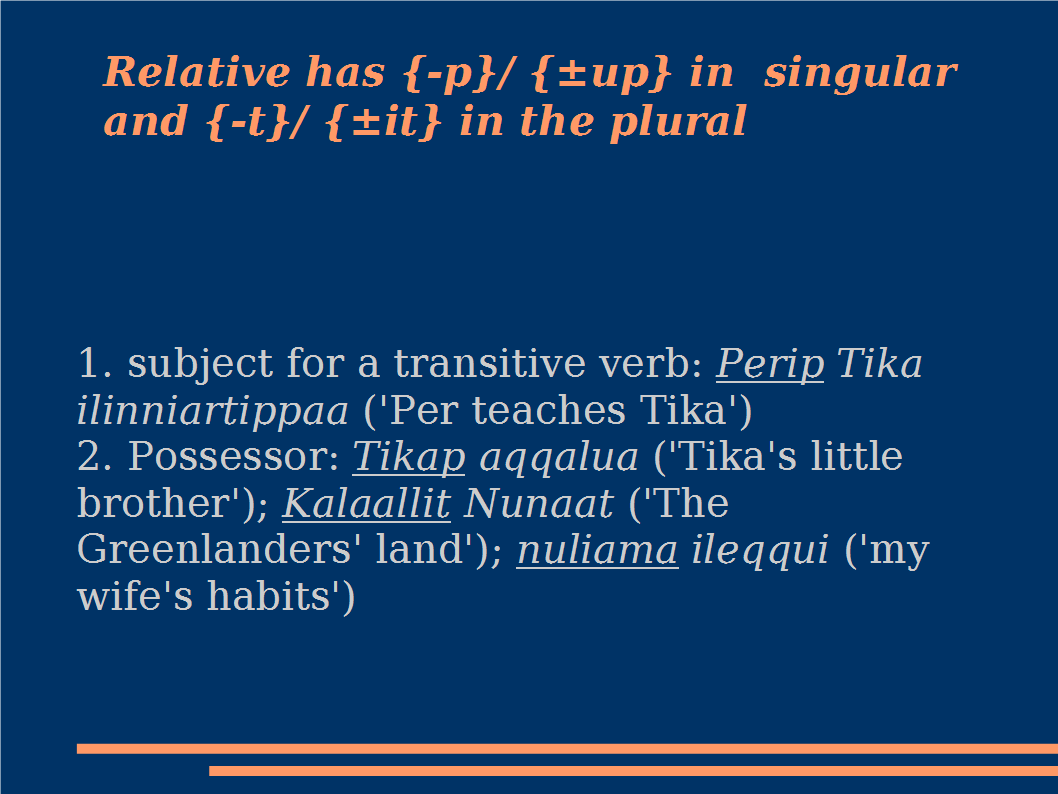 Relative has {-p}/ {±up} in  singular
and {-t}/ {±it} in the plural
1. subject for a transitive verb: Perip Tika
ilinniartippaa ('Per teaches Tika')
2. Possessor: Tikap aqqalua ('Tika's little
brother'); Kalaallit Nunaat ('The
Greenlanders' land'); nuliama ileqqui ('my
wife's habits')